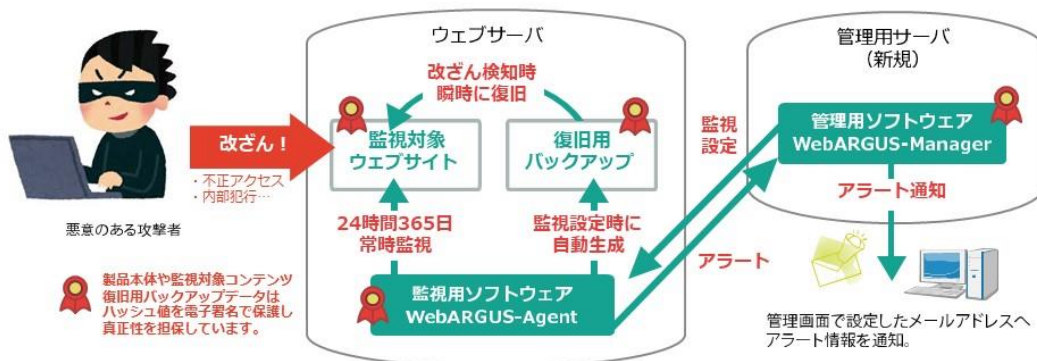 ウェブサーバ
改ざん検知時
瞬時に復旧
改ざん！
・不正アクセス
・内部犯行…
悪意のある攻撃者
監視対象
ウェブサイト
復旧用
バックアップ
24時間365日
常時監視
監視設定時に
自動生成
監視用ソフトウェア
WebARGUS-Agent
製品本体や監視対象コンテンツ
復旧用バックアップデータは
ハッシュ値を電子署名で保護し
真正性を担保しています。
監視
設定
アラート
管理用サーバ
（新規）
管理用ソフトウェア
WebARGUS-Manager
アラート通知
管理画面で設定したメールアドレスへ
アラート情報を通知。